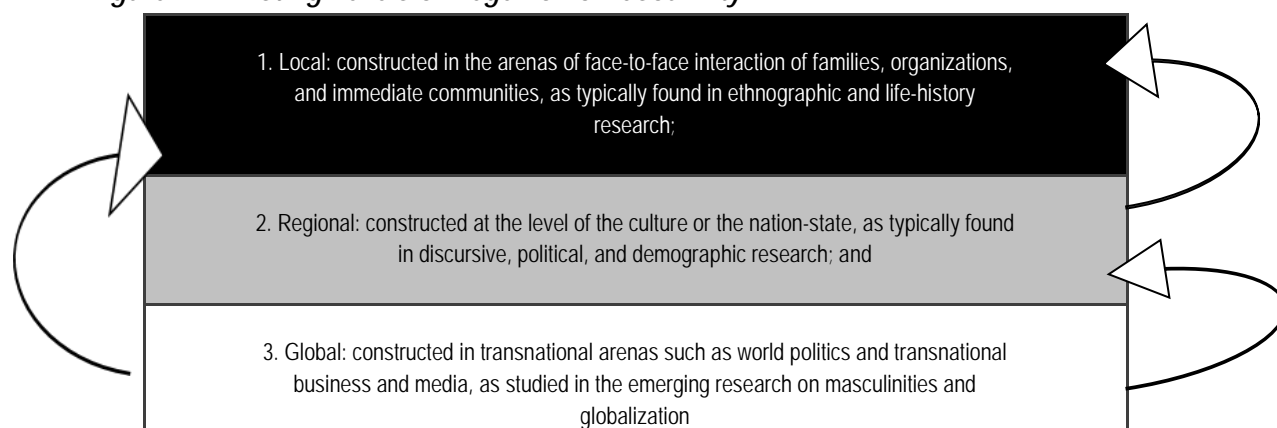 1. Local: constructed in the arenas of face-to-face interaction of families, organizations,
and immediate communities, as typically found in ethnographic and life-history
research;
2. Regional: constructed at the level of the culture or the nation-state, as typically found
in discursive, political, and demographic research; and
3. Global: constructed in transnational arenas such as world politics and transnational
business and media, as studied in the emerging research on masculinities and
globalization